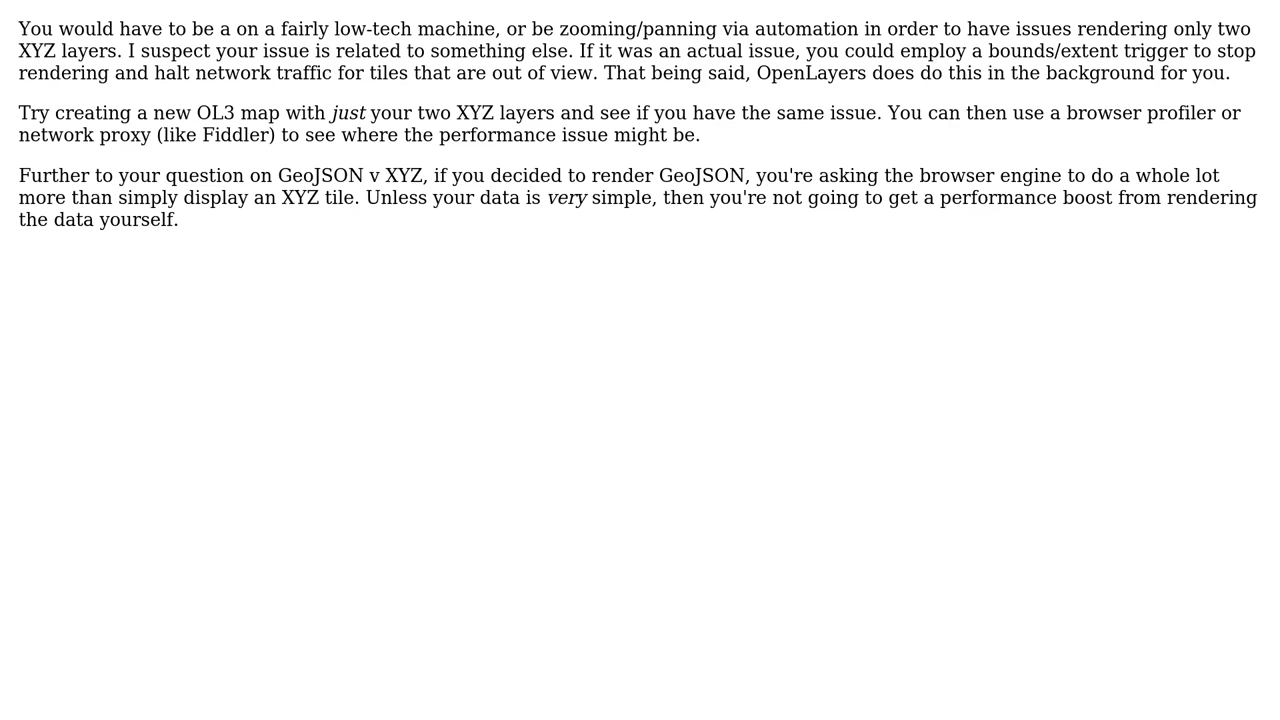 You would have to be a on a fairly low-tech machine, or be zooming/panning via automation in order to have issues rendering only two
XYZ layers. I suspect your issue is related to something else. If it was an actual issue, you could employ a bounds/extent trigger to stop
rendering and halt network traffic for tiles that are out of view. That being said, OpenLayers does do this in the background for you.
Try creating a new OL3 map with just your two XYZ layers and see if you have the same issue. You can then use a browser profiler or
network proxy (like Fiddler) to see where the performance issue might be.
Further to your question on GeoJSON v XYZ, if you decided to render GeoJSON, you're asking the browser engine to do a whole lot
more than simply display an XYZ tile. Unless your data is very simple, then you're not going to get a performance boost from rendering
the data yourself.